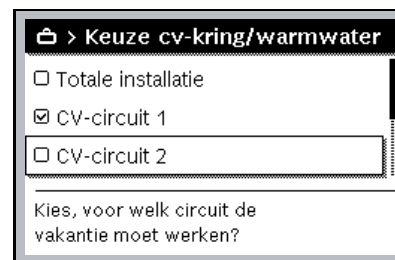 > Keuze cv-kring/warmwater
Totale installatie
CV-circuit 1
CV-circuit 2
Kies, voor welk circuit de
vakantie moet werken?